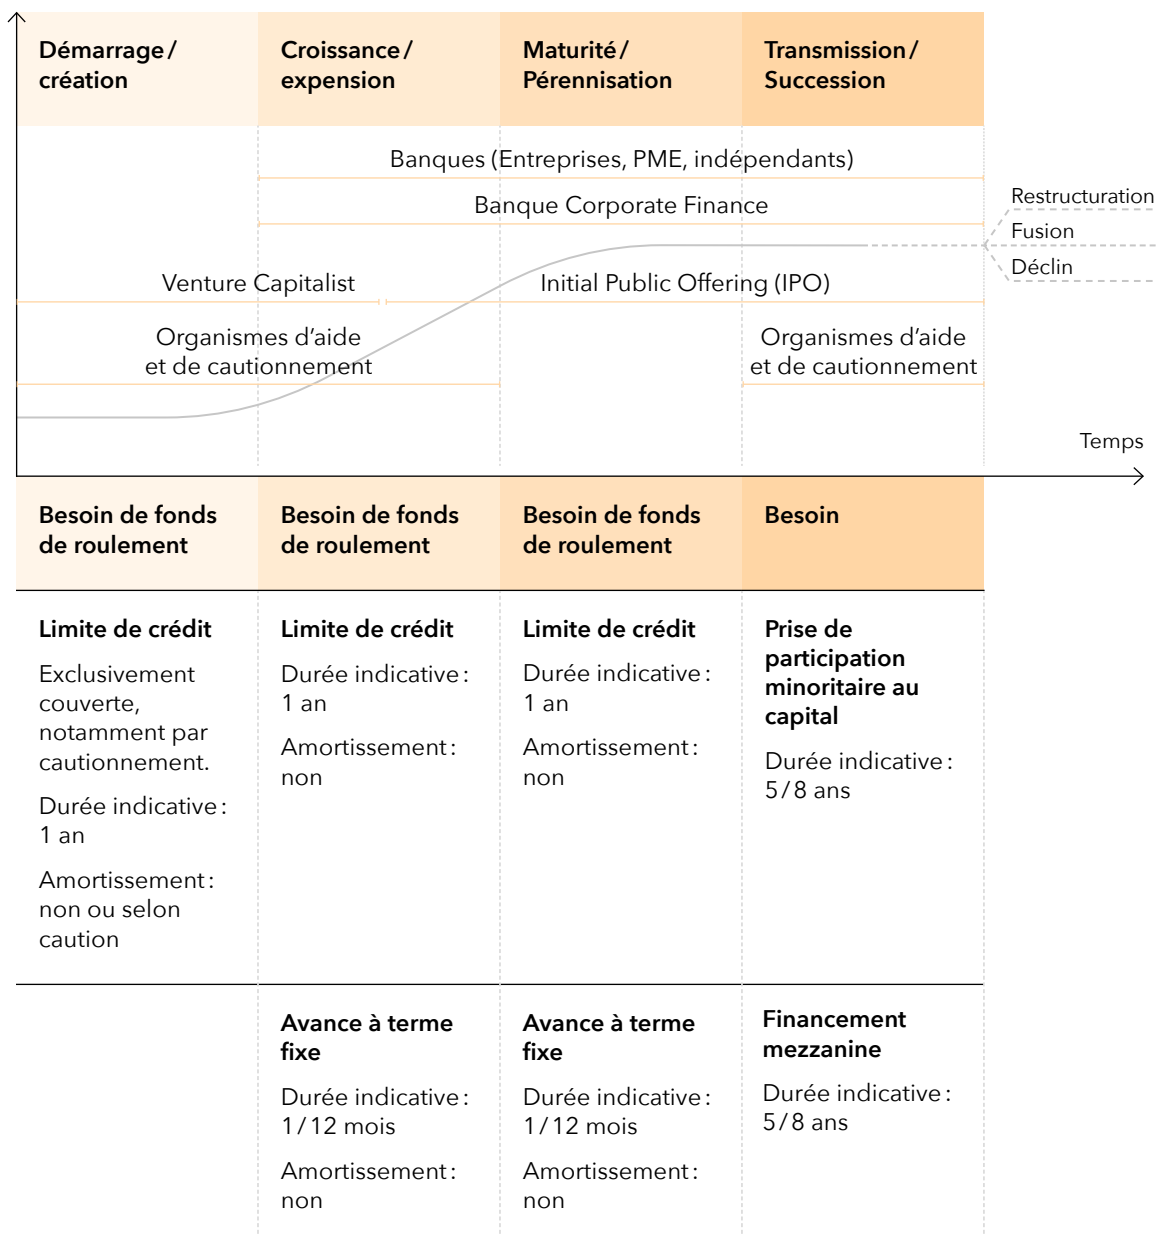 Démarrage /
création
Croissance /
expension
Maturité /
Pérennisation
Transmission /
Succession
Banques (Entreprises, PME, indépendants)
Banque Corporate Finance
Restructuration
Fusion
Déclin
Venture Capitalist
Initial Public Offering (IPO)
Organismes d’aide
et de cautionnement
Organismes d’aide
et de cautionnement
Temps
Besoin de fonds
de roulement
Besoin de fonds
de roulement
Besoin de fonds
de roulement
Besoin
Limite de crédit
Exclusivement
couverte,
notamment par
cautionnement.
Durée indicative :
1 an
Amortissement :
non ou selon
caution
Limite de crédit
Durée indicative :
1 an
Amortissement :
non
Limite de crédit
Durée indicative :
1 an
Amortissement :
non
Prise de
participation
minoritaire au
capital
Durée indicative :
5 / 8 ans
Avance à terme
fixe
Durée indicative :
1 / 12 mois
Amortissement :
non
Avance à terme
fixe
Durée indicative :
1 / 12 mois
Amortissement :
non
Financement
mezzanine
Durée indicative :
5 / 8 ans